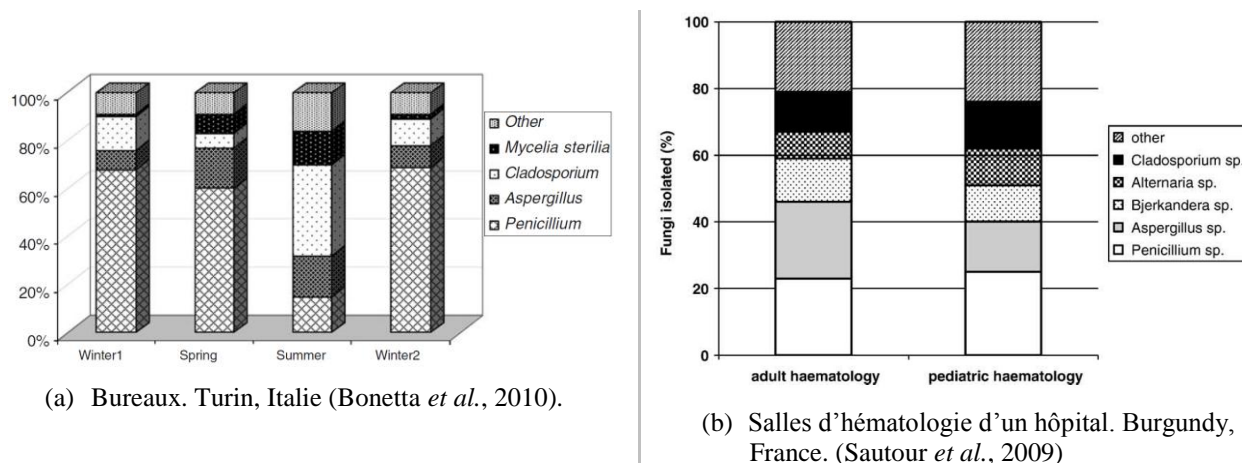 100%
80%
60%
40%
20%
0%
Winter1 Spring Summer Winter2
Other
Mycelia sterilia
Cladosporium
Aspergillus
Penicillium
(a) Bureaux. Turin, Italie (Bonetta et al., 2010).
Fungi isolated (%)
100
80
60
40
20
0
adult haematology pediatric haematology
other
Cladosporium sp.
Alternaria sp.
Bjerkandera sp.
Aspergillus sp.
Penicillium sp.
(b) Salles d’hématologie d’un hôpital. Burgundy,
France. (Sautour et al., 2009)